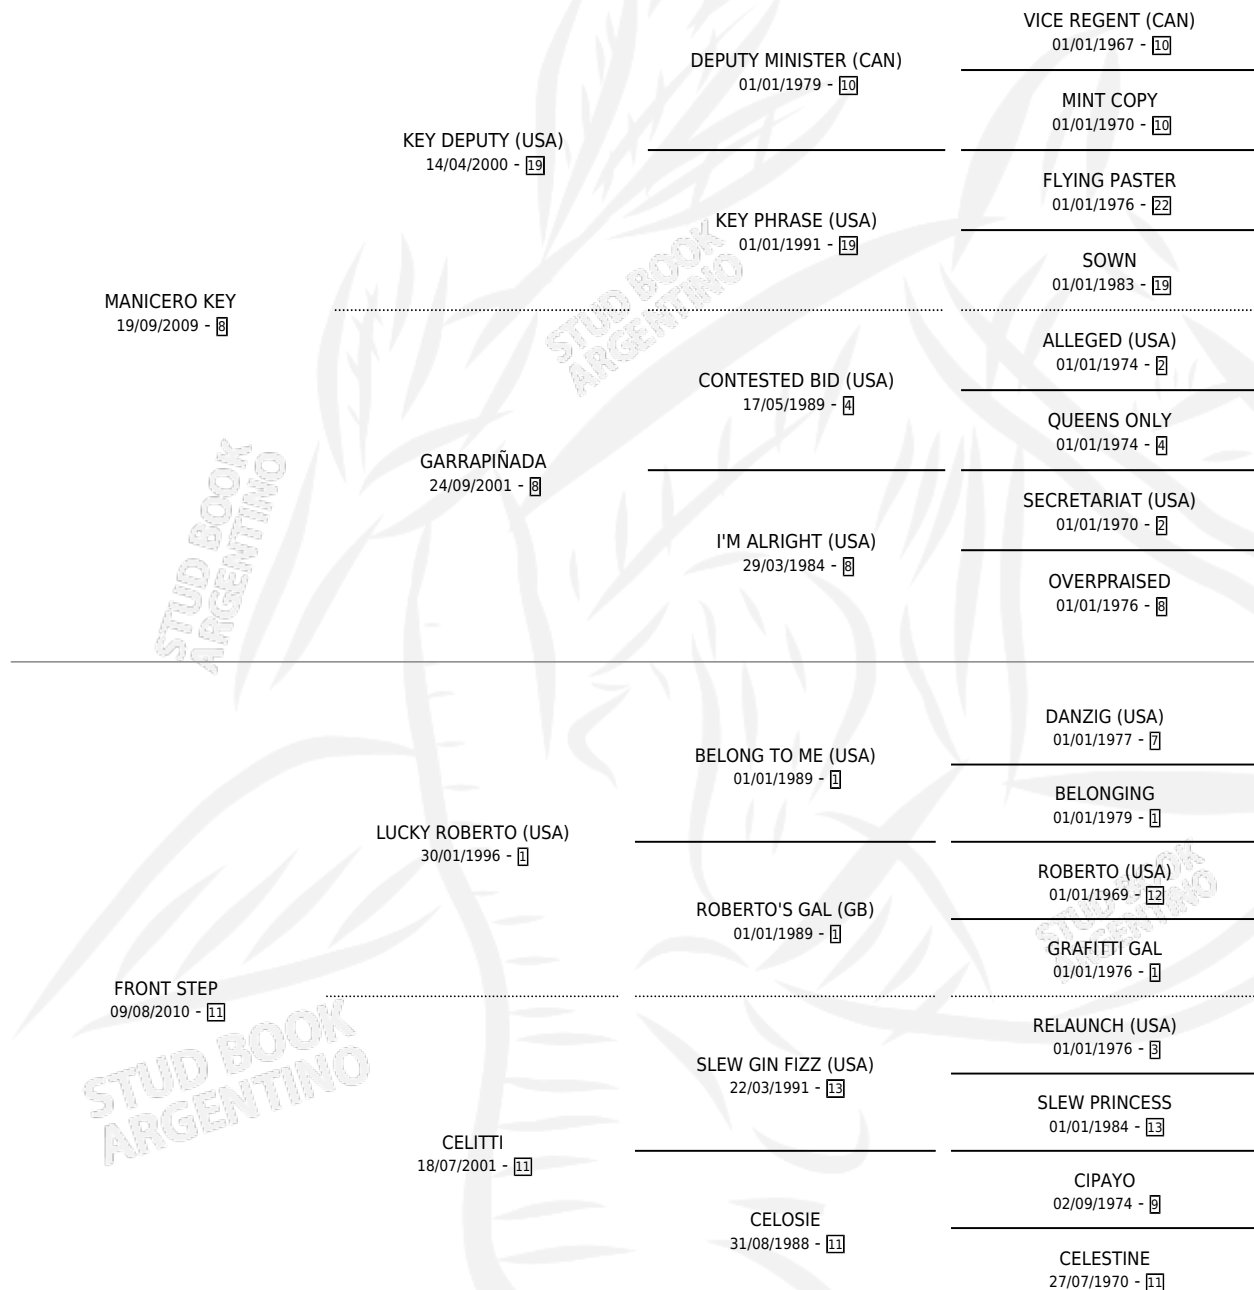 VICE REGENT (CAN)
01/01/1967 - 10
DEPUTY MINISTER (CAN)
01/01/1979 - 10
MINT COPY
01/01/1970 - 10
KEY DEPUTY (USA)
14/04/2000 - 19
FLYING PASTER
01/01/1976 - 22
KEY PHRASE (USA)
01/01/1991 - 19
SOWN
01/01/1983 - 19
MANICERO KEY
19/09/2009 - 8
ALLEGED (USA)
01/01/1974 - 2
CONTESTED BID (USA)
17/05/1989 - 4
QUEENS ONLY
01/01/1974 - 4
GARRAPIÑADA
24/09/2001 - 8
SECRETARIAT (USA)
01/01/1970 - 2
I'M ALRIGHT (USA)
29/03/1984 - 8
OVERPRAISED
01/01/1976 - 8
DANZIG (USA)
01/01/1977 - 7
BELONG TO ME (USA)
01/01/1989 - 1
BELONGING
01/01/1979 - 1
LUCKY ROBERTO (USA)
30/01/1996 - 1
ROBERTO (USA)
01/01/1969 - 12
ROBERTO'S GAL (GB)
01/01/1989 - 1
GRAFITTI GAL
01/01/1976 - 1
FRONT STEP
09/08/2010 - 11
RELAUNCH (USA)
01/01/1976 - 3
SLEW GIN FIZZ (USA)
22/03/1991 - 13
SLEW PRINCESS
01/01/1984 - 13
CELITTI
18/07/2001 - 11
CIPAYO
02/09/1974 - 9
CELOSIE
31/08/1988 - 11
CELESTINE
27/07/1970 - 11
STUD BOOK
ARGENTINO
STUD BOOK
ARGENTINO
STUD BOOK
ARGENTINO
STUD BOOK
ARGENTINO